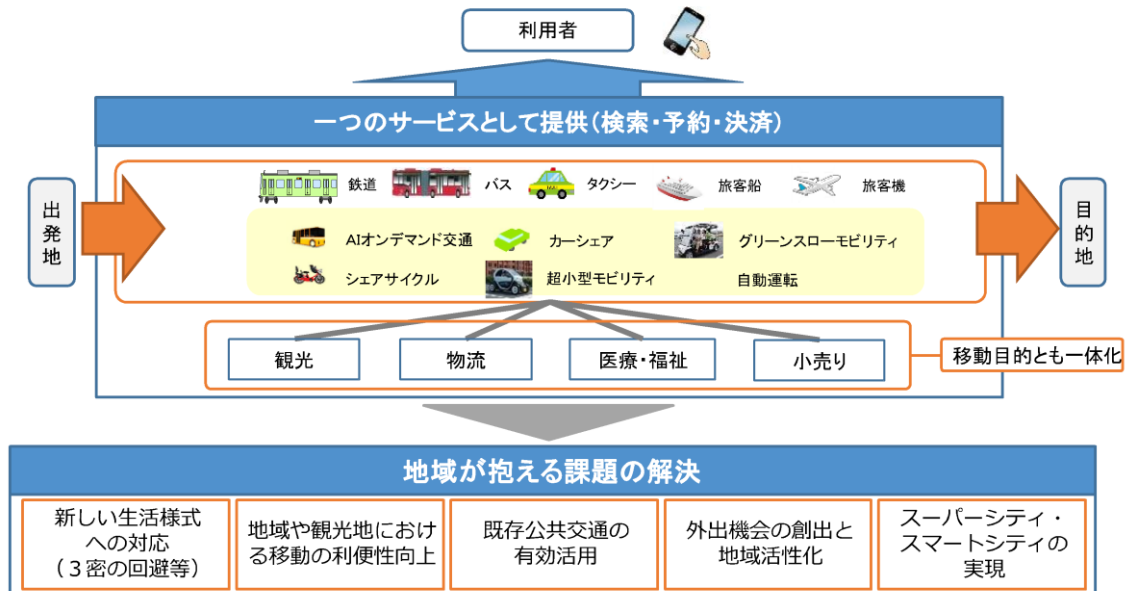 利用者
一つのサービスとして提供(検索・予約・決済)
出発地
鉄道 バス タクシー 旅客船 旅客機
AIオンデマンド交通 カーシェア グリーンスローモビリティ
シェアサイクル 超小型モビリティ 自動運転
目的地
観光 物流 医療・福祉 小売り
移動目的とも一体化
地域が抱える課題の解決
新しい生活様式
への対応
(3密の回避等)
地域や観光地におけ
る移動の利便性向上
既存公共交通の
有効活用
外出機会の創出と
地域活性化
スーパーシティ・
スマートシティの
実現